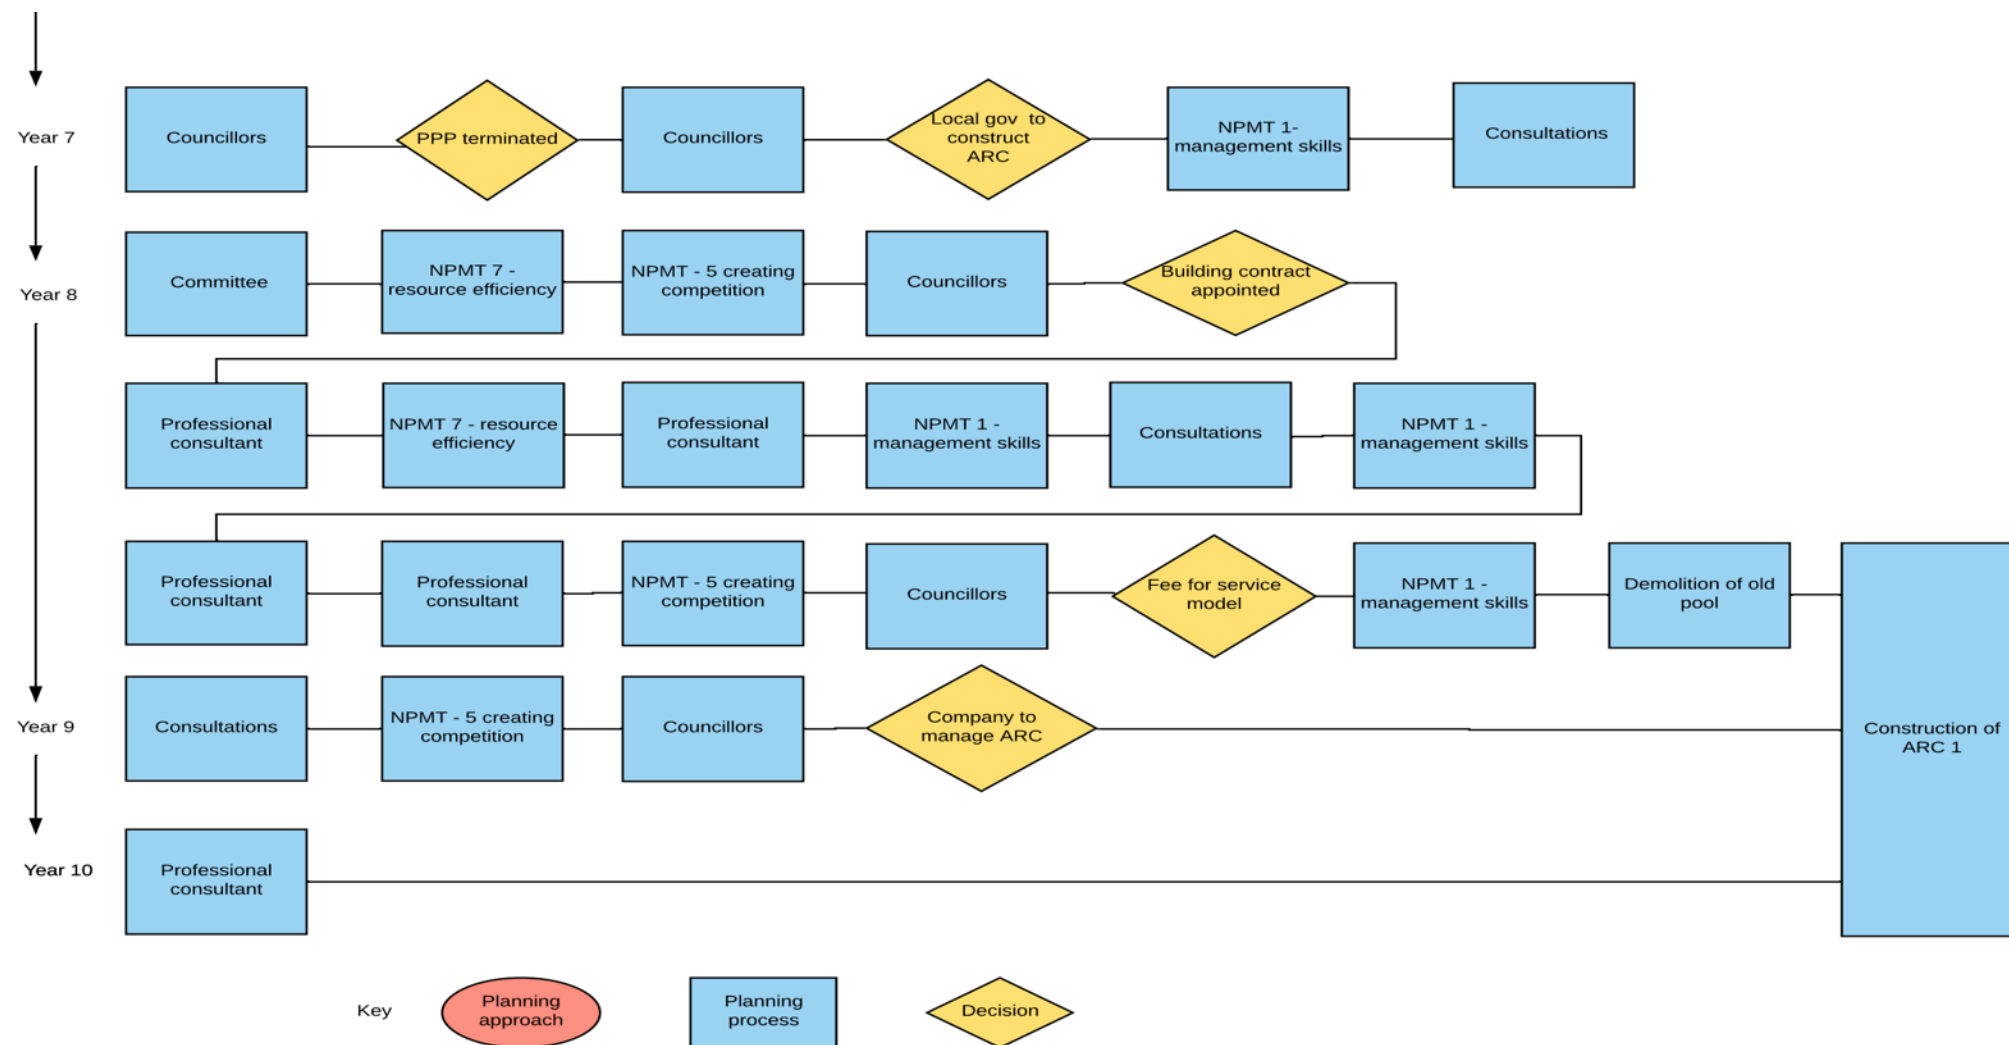 Year 7
Councillors
PPP terminated
Councillors
Local gov to
construct
ARC
NPMT 1-
management skills
Consultations
Year 8
Committee
NPMT 7 -
resource efficiency
NPMT - 5 creating
competition
Councillors
Building contract
appointed
Professional
consultant
NPMT 7 - resource
efficiency
Professional
consultant
NPMT 1 -
management skills
Consultations
NPMT 1 -
management skills
Professional
consultant
Professional
consultant
NPMT - 5 creating
competition
Councillors
Fee for service
model
NPMT 1 -
management skills
Demolition of old
pool
Year 9
Consultations
NPMT - 5 creating
competition
Councillors
Company to
manage ARC
Construction of
ARC 1
Year 10
Professional
consultant
Key
Planning
approach
Planning
process
Decision